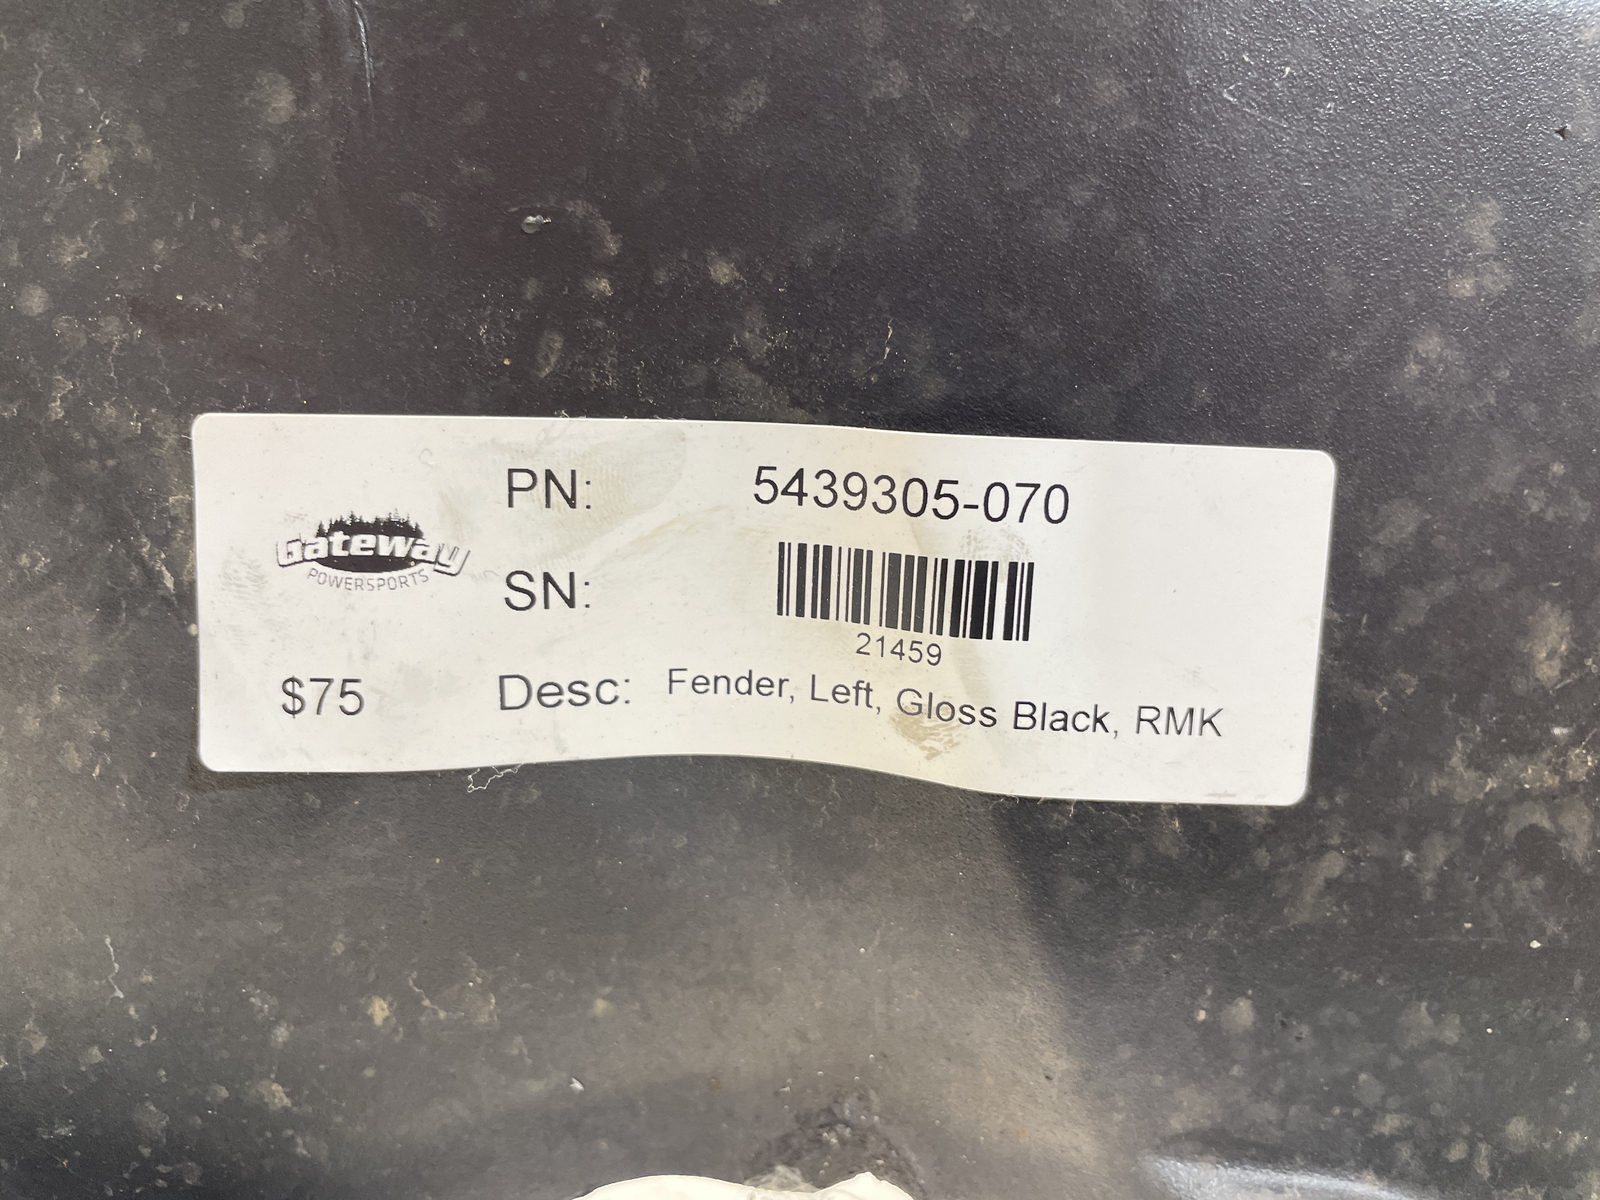 PN: 5439305-070
Gateway
POWERSPORTS
SN:
21459
$75 Desc: Fender, Left, Gloss Black, RMK